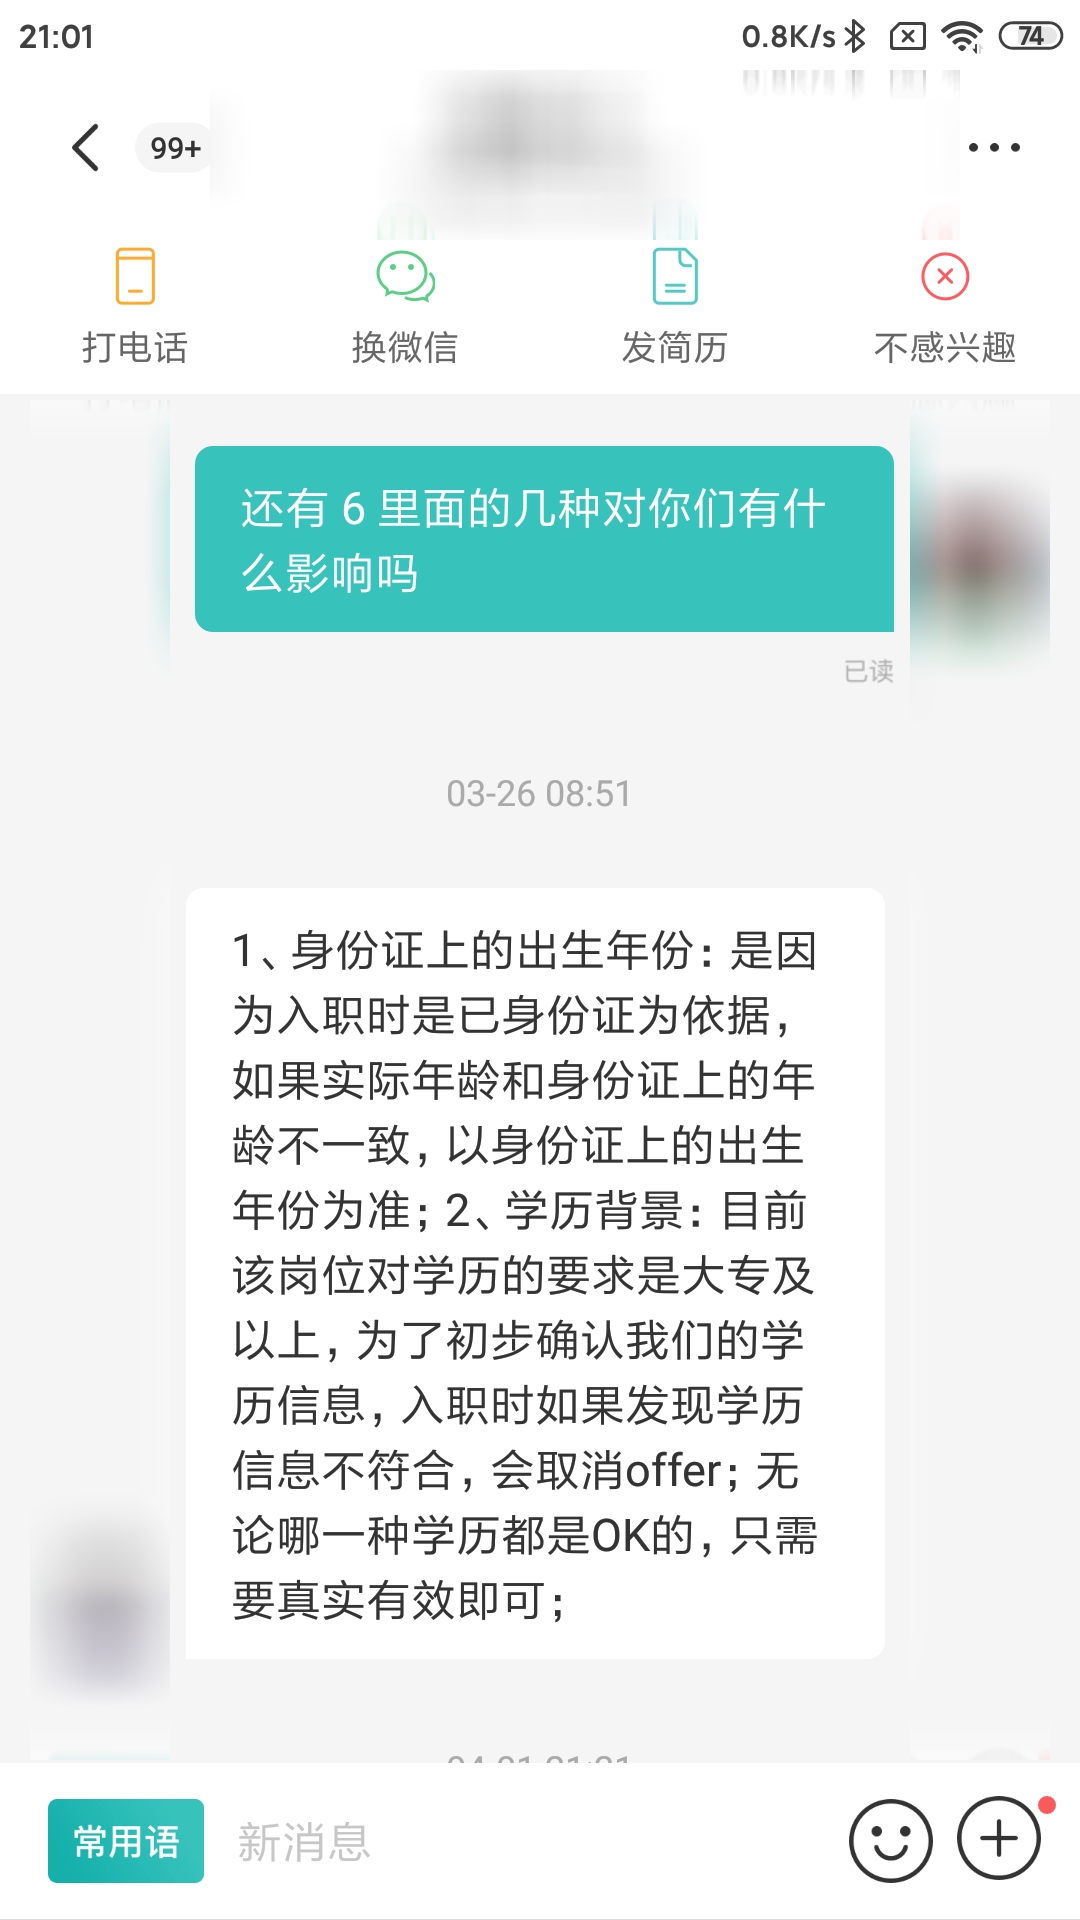 21:01
0.8K/s
74
99+
打电话
换微信
发简历
不感兴趣
还有 6 里面的几种对你们有什
么影响吗
已读
03-26 08:51
1、身份证上的出生年份：是因
为入职时是已身份证为依据，
如果实际年龄和身份证上的年
龄不一致，以身份证上的出生
年份为准；2、学历背景：目前
该岗位对学历的要求是大专及
以上，为了初步确认我们的学
历信息，入职时如果发现学历
信息不符合，会取消offer；无
论哪一种学历都是OK的，只需
要真实有效即可；
常用语
新消息